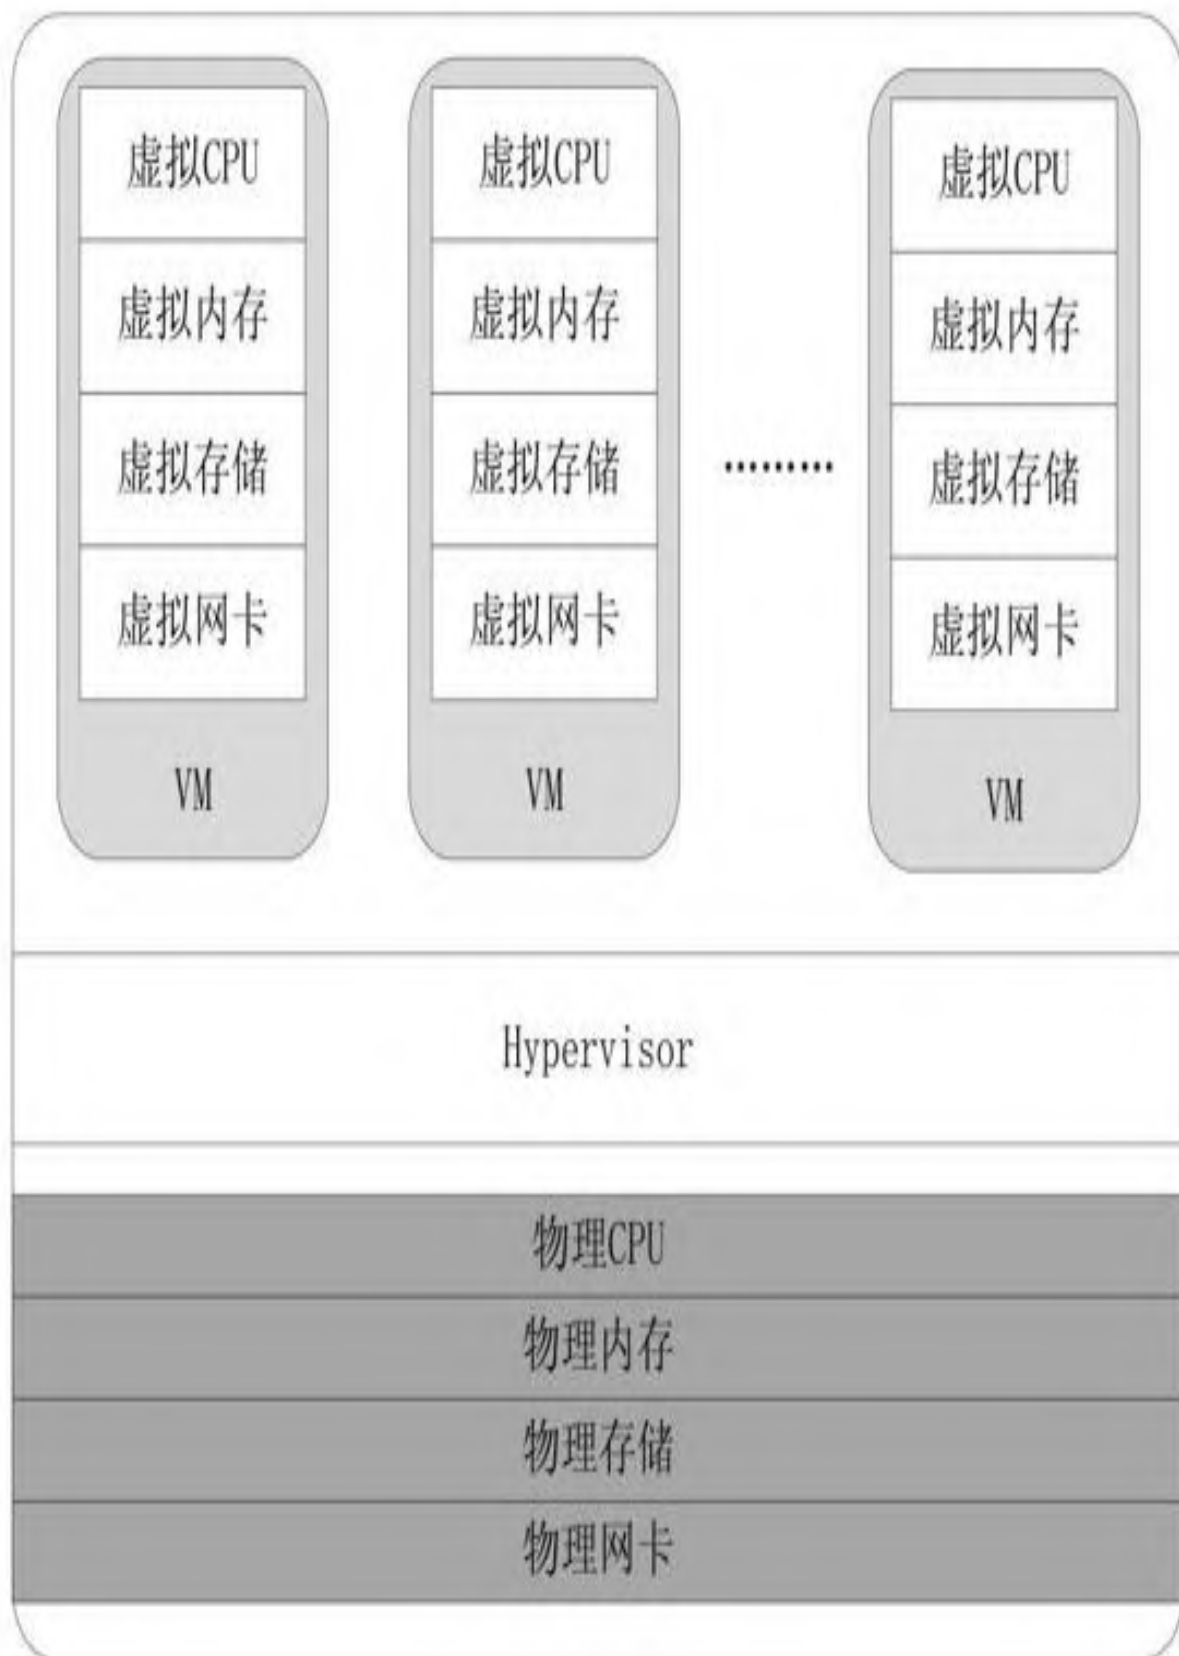 虚拟CPU
虚拟内存
虚拟存储
虚拟网卡
VM
虚拟CPU
虚拟内存
虚拟存储
虚拟网卡
VM
………
虚拟CPU
虚拟内存
虚拟存储
虚拟网卡
VM
Hypervisor
物理CPU
物理内存
物理存储
物理网卡